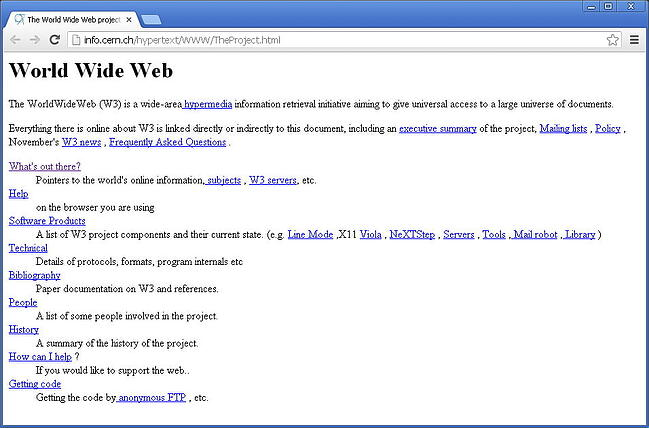 The World Wide Web project
info.cern.ch/hypertext/WWW/TheProject.html
World Wide Web
The WorldWideWeb (W3) is a wide-area hypermedia information retrieval initiative aiming to give universal access to a large universe of documents.
Everything there is online about W3 is linked directly or indirectly to this document, including an executive summary of the project, Mailing lists , Policy ,
November's W3 news , Frequently Asked Questions .
What's out there?
Pointers to the world's online information, subjects , W3 servers, etc.
Help
on the browser you are using
Software Products
A list of W3 project components and their current state. (e.g. Line Mode ,X11 Viola , NeXTStep , Servers , Tools , Mail robot , Library )
Technical
Details of protocols, formats, program internals etc
Bibliography
Paper documentation on W3 and references.
People
A list of some people involved in the project.
History
A summary of the history of the project.
How can I help ?
If you would like to support the web..
Getting code
Getting the code by anonymous FTP , etc.